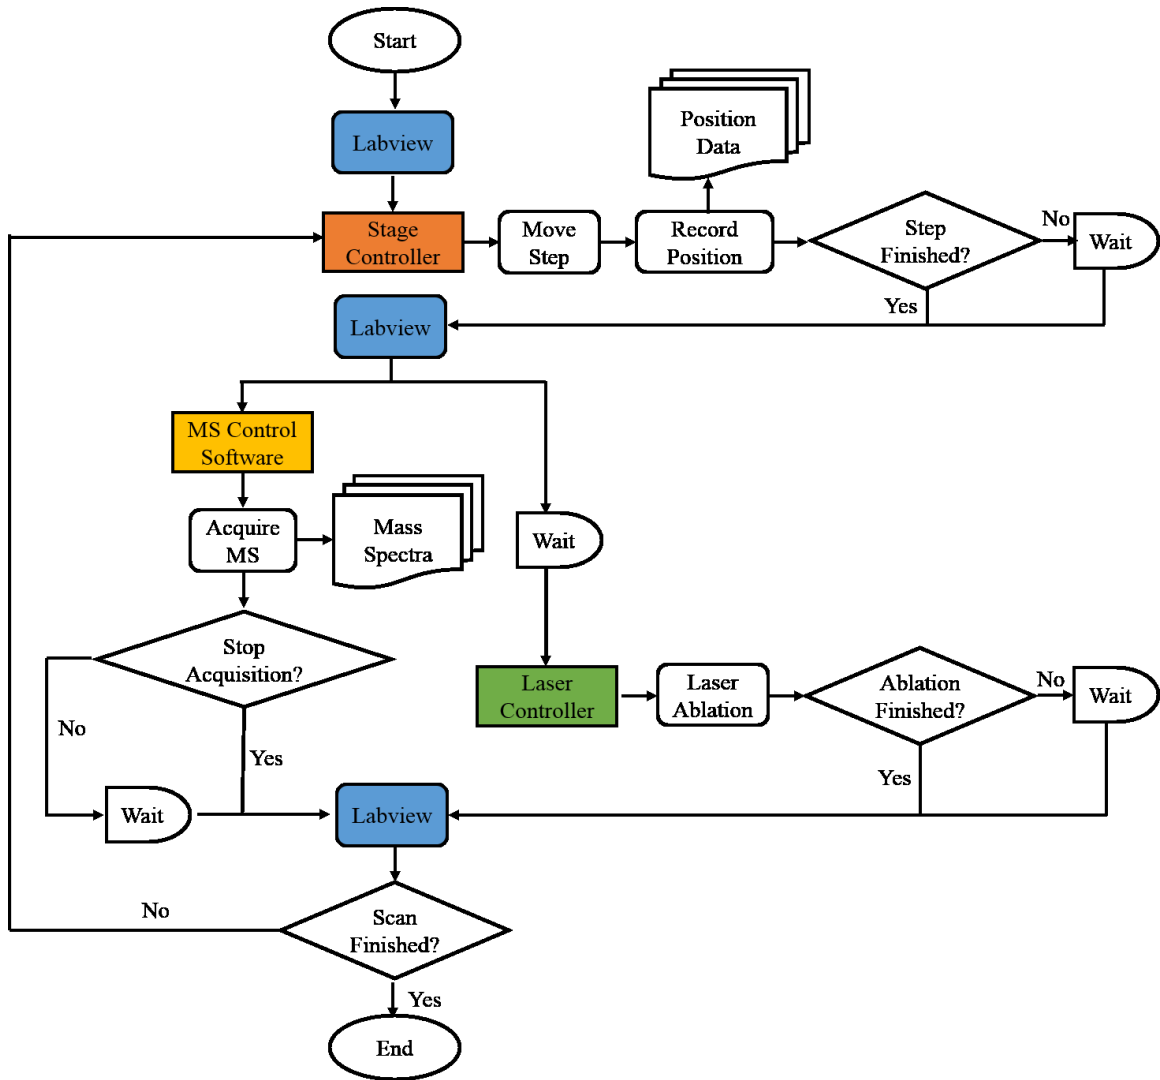 Start
Labview
Position
Data
Stage
Controller
Move
Step
Record
Position
Step
Finished?
No
Wait
Yes
Labview
MS Control
Software
Acquire
MS
Mass
Spectra
Wait
Stop
Acquisition?
No
Yes
Laser
Controller
Laser
Ablation
Ablation
Finished?
No
Wait
Yes
Wait
Labview
No
Scan
Finished?
Yes
End